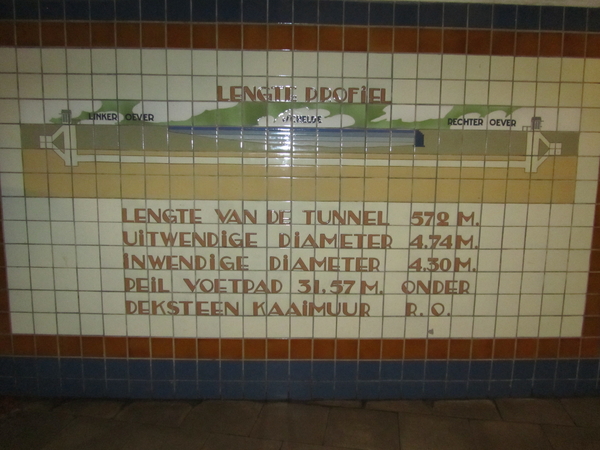 LENGTE PROFIEL
LINKER OEVER SCHELDE RECHTER OEVER
LENGTE VAN DE TUNNEL 572 M.
UITWENDIGE DIAMETER 4.74 M.
INWENDIGE DIAMETER 4.30 M.
PEIL VOETPAD 31.57 M. ONDER
DEKSTEEN KAAIMUUR R.O.